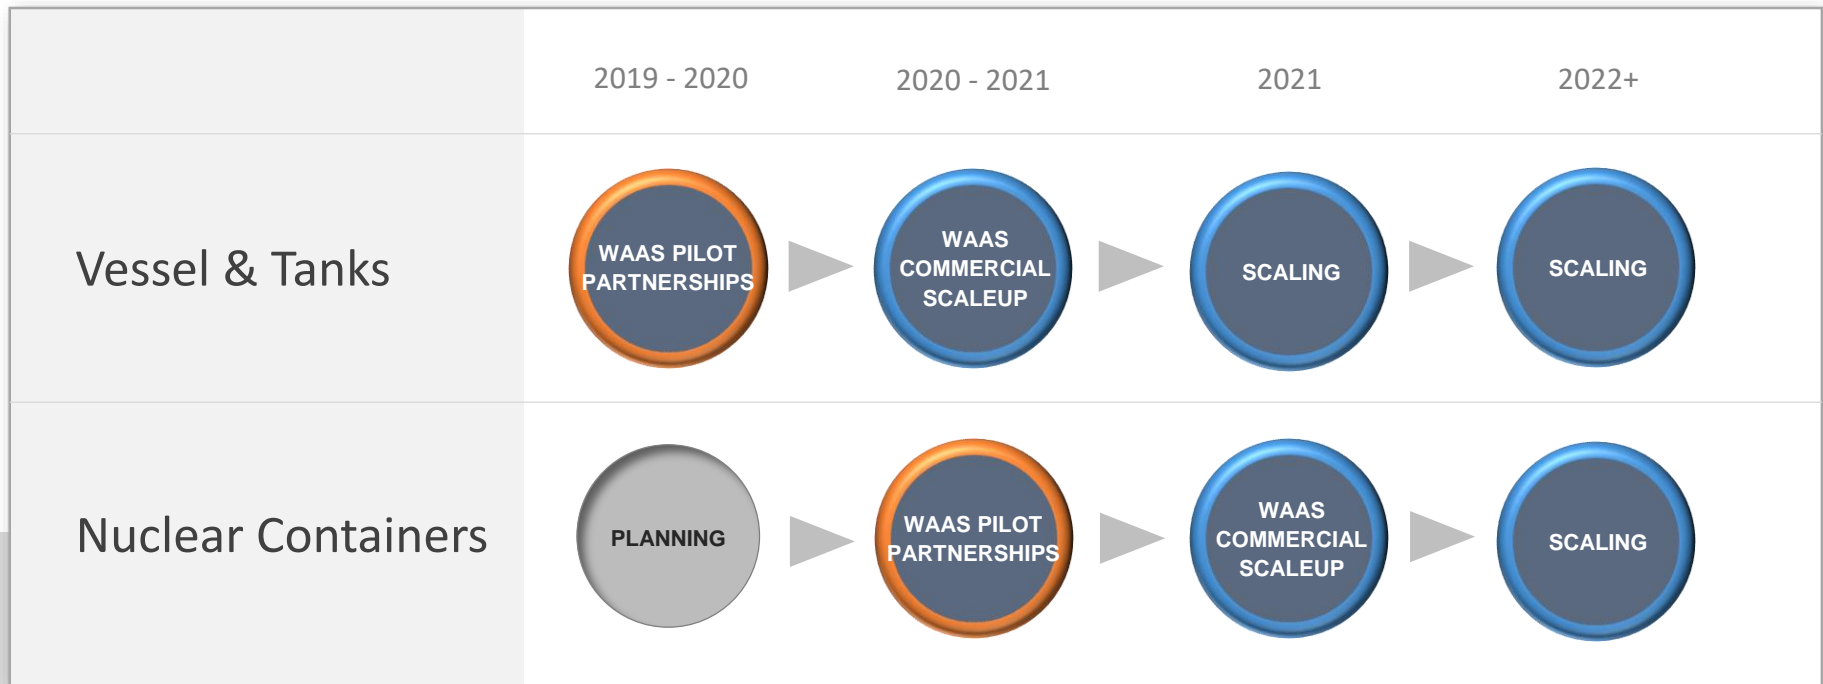 2019 - 2020
2020 - 2021
2021
2022+
Vessel & Tanks
WAAS PILOT
PARTNERSHIPS
WAAS
COMMERCIAL
SCALEUP
SCALING
SCALING
Nuclear Containers
PLANNING
WAAS PILOT
PARTNERSHIPS
WAAS
COMMERCIAL
SCALEUP
SCALING